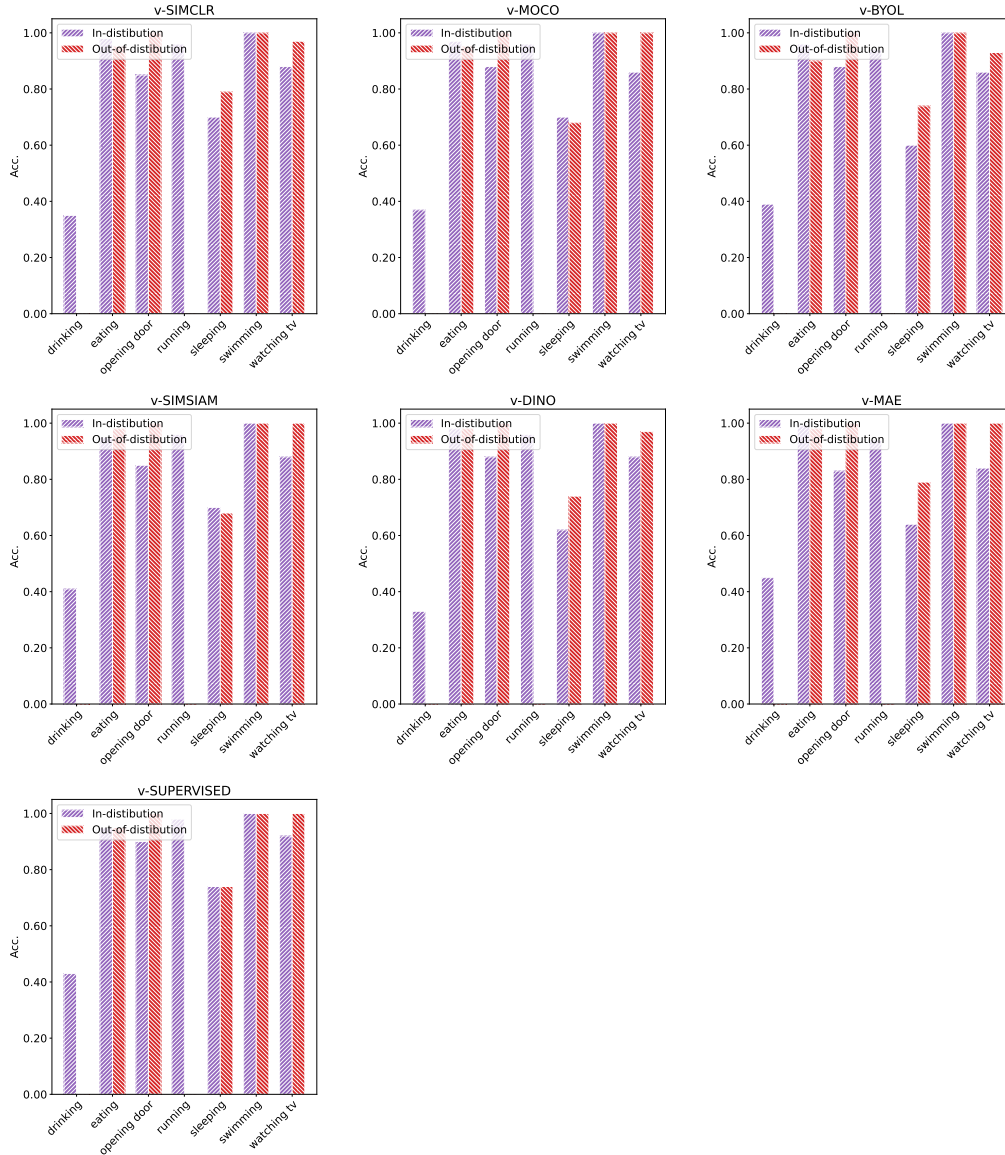 v-SIMCLR
In-distibution
Out-of-distibution
Acc.
1.00
0.80
0.60
0.40
0.20
0.00
drinking
eating
opening door
running
sleeping
swimming
watching tv
v-MOCO
In-distibution
Out-of-distibution
Acc.
1.00
0.80
0.60
0.40
0.20
0.00
drinking
eating
opening door
running
sleeping
swimming
watching tv
v-BYOL
In-distibution
Out-of-distibution
Acc.
1.00
0.80
0.60
0.40
0.20
0.00
drinking
eating
opening door
running
sleeping
swimming
watching tv
v-SIMSIAM
In-distibution
Out-of-distibution
Acc.
1.00
0.80
0.60
0.40
0.20
0.00
drinking
eating
opening door
running
sleeping
swimming
watching tv
v-DINO
In-distibution
Out-of-distibution
Acc.
1.00
0.80
0.60
0.40
0.20
0.00
drinking
eating
opening door
running
sleeping
swimming
watching tv
v-MAE
In-distibution
Out-of-distibution
Acc.
1.00
0.80
0.60
0.40
0.20
0.00
drinking
eating
opening door
running
sleeping
swimming
watching tv
v-SUPERVISED
In-distibution
Out-of-distibution
Acc.
1.00
0.80
0.60
0.40
0.20
0.00
drinking
eating
opening door
running
sleeping
swimming
watching tv